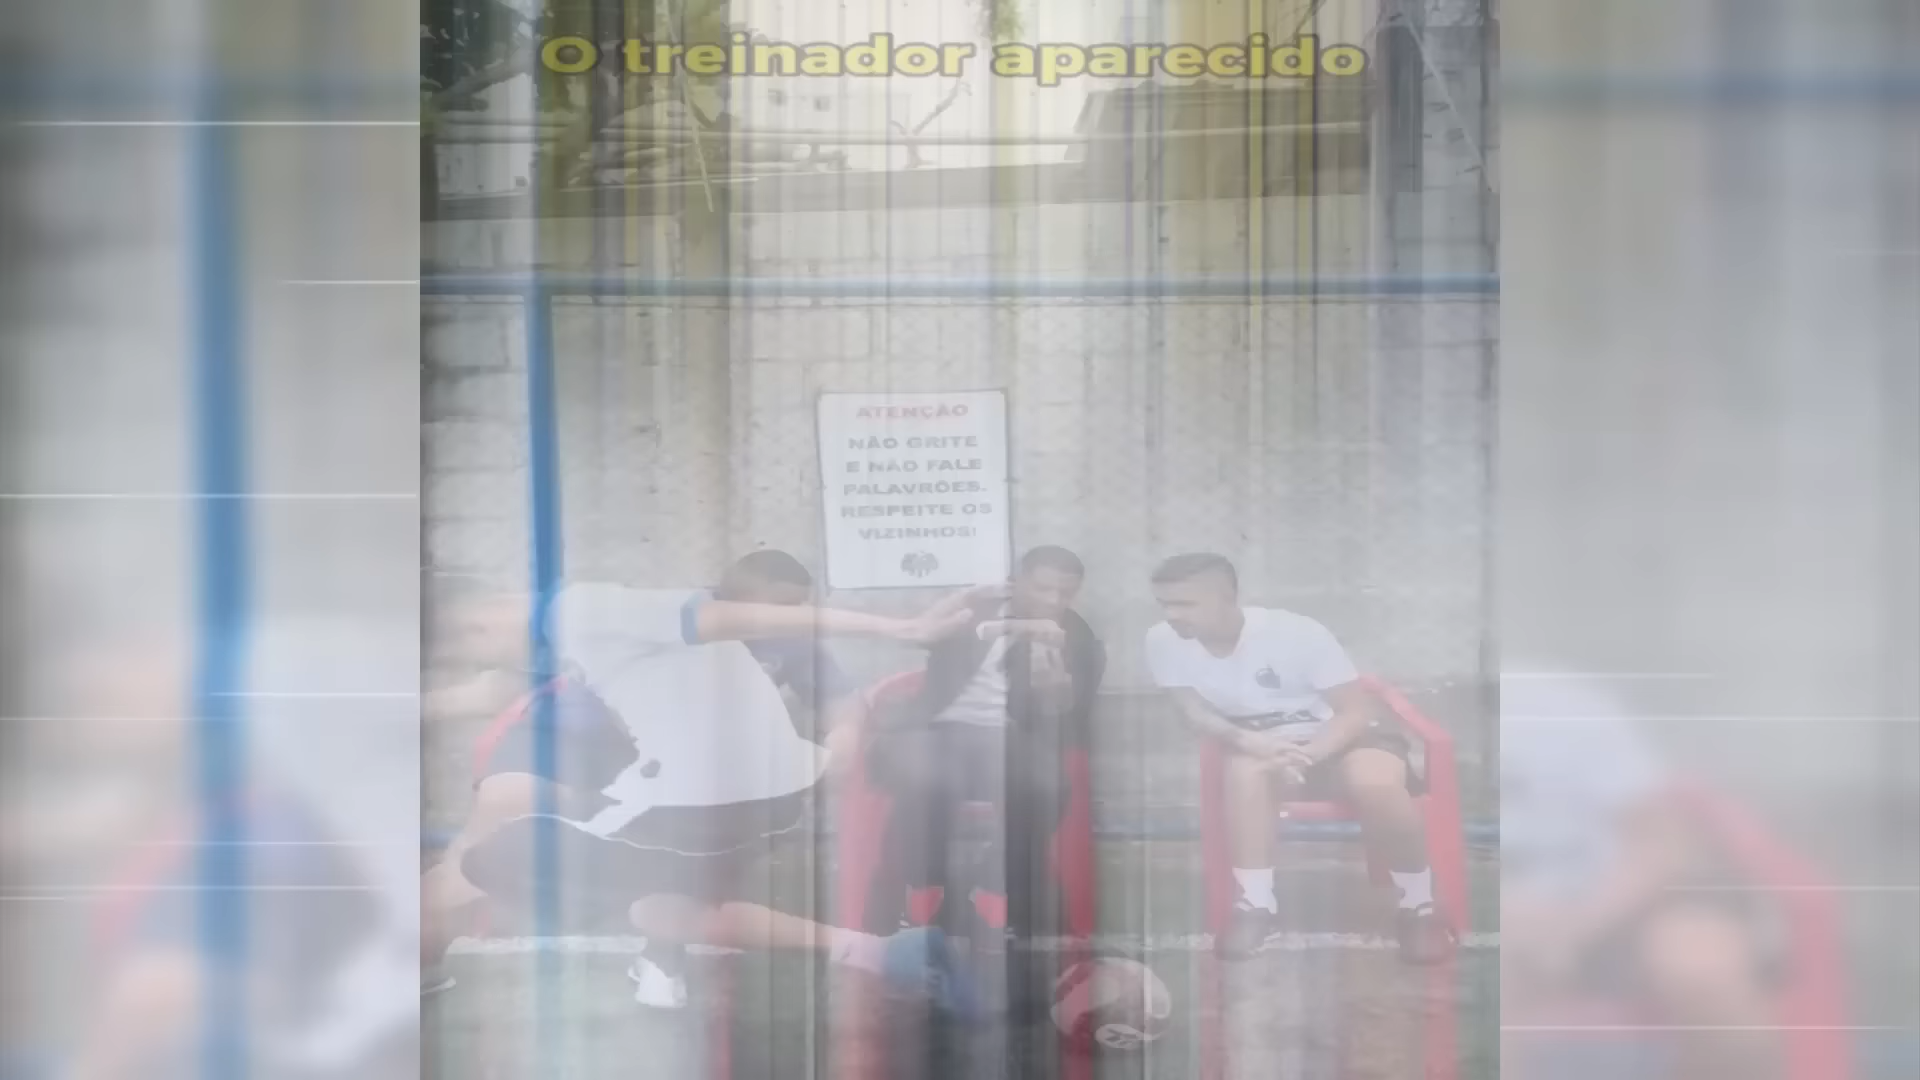 O treinador aparecido
ATENÇÃO
NÃO GRITE
E NÃO FALE
PALAVRÕES.
RESPEITE OS
VIZINHOS!